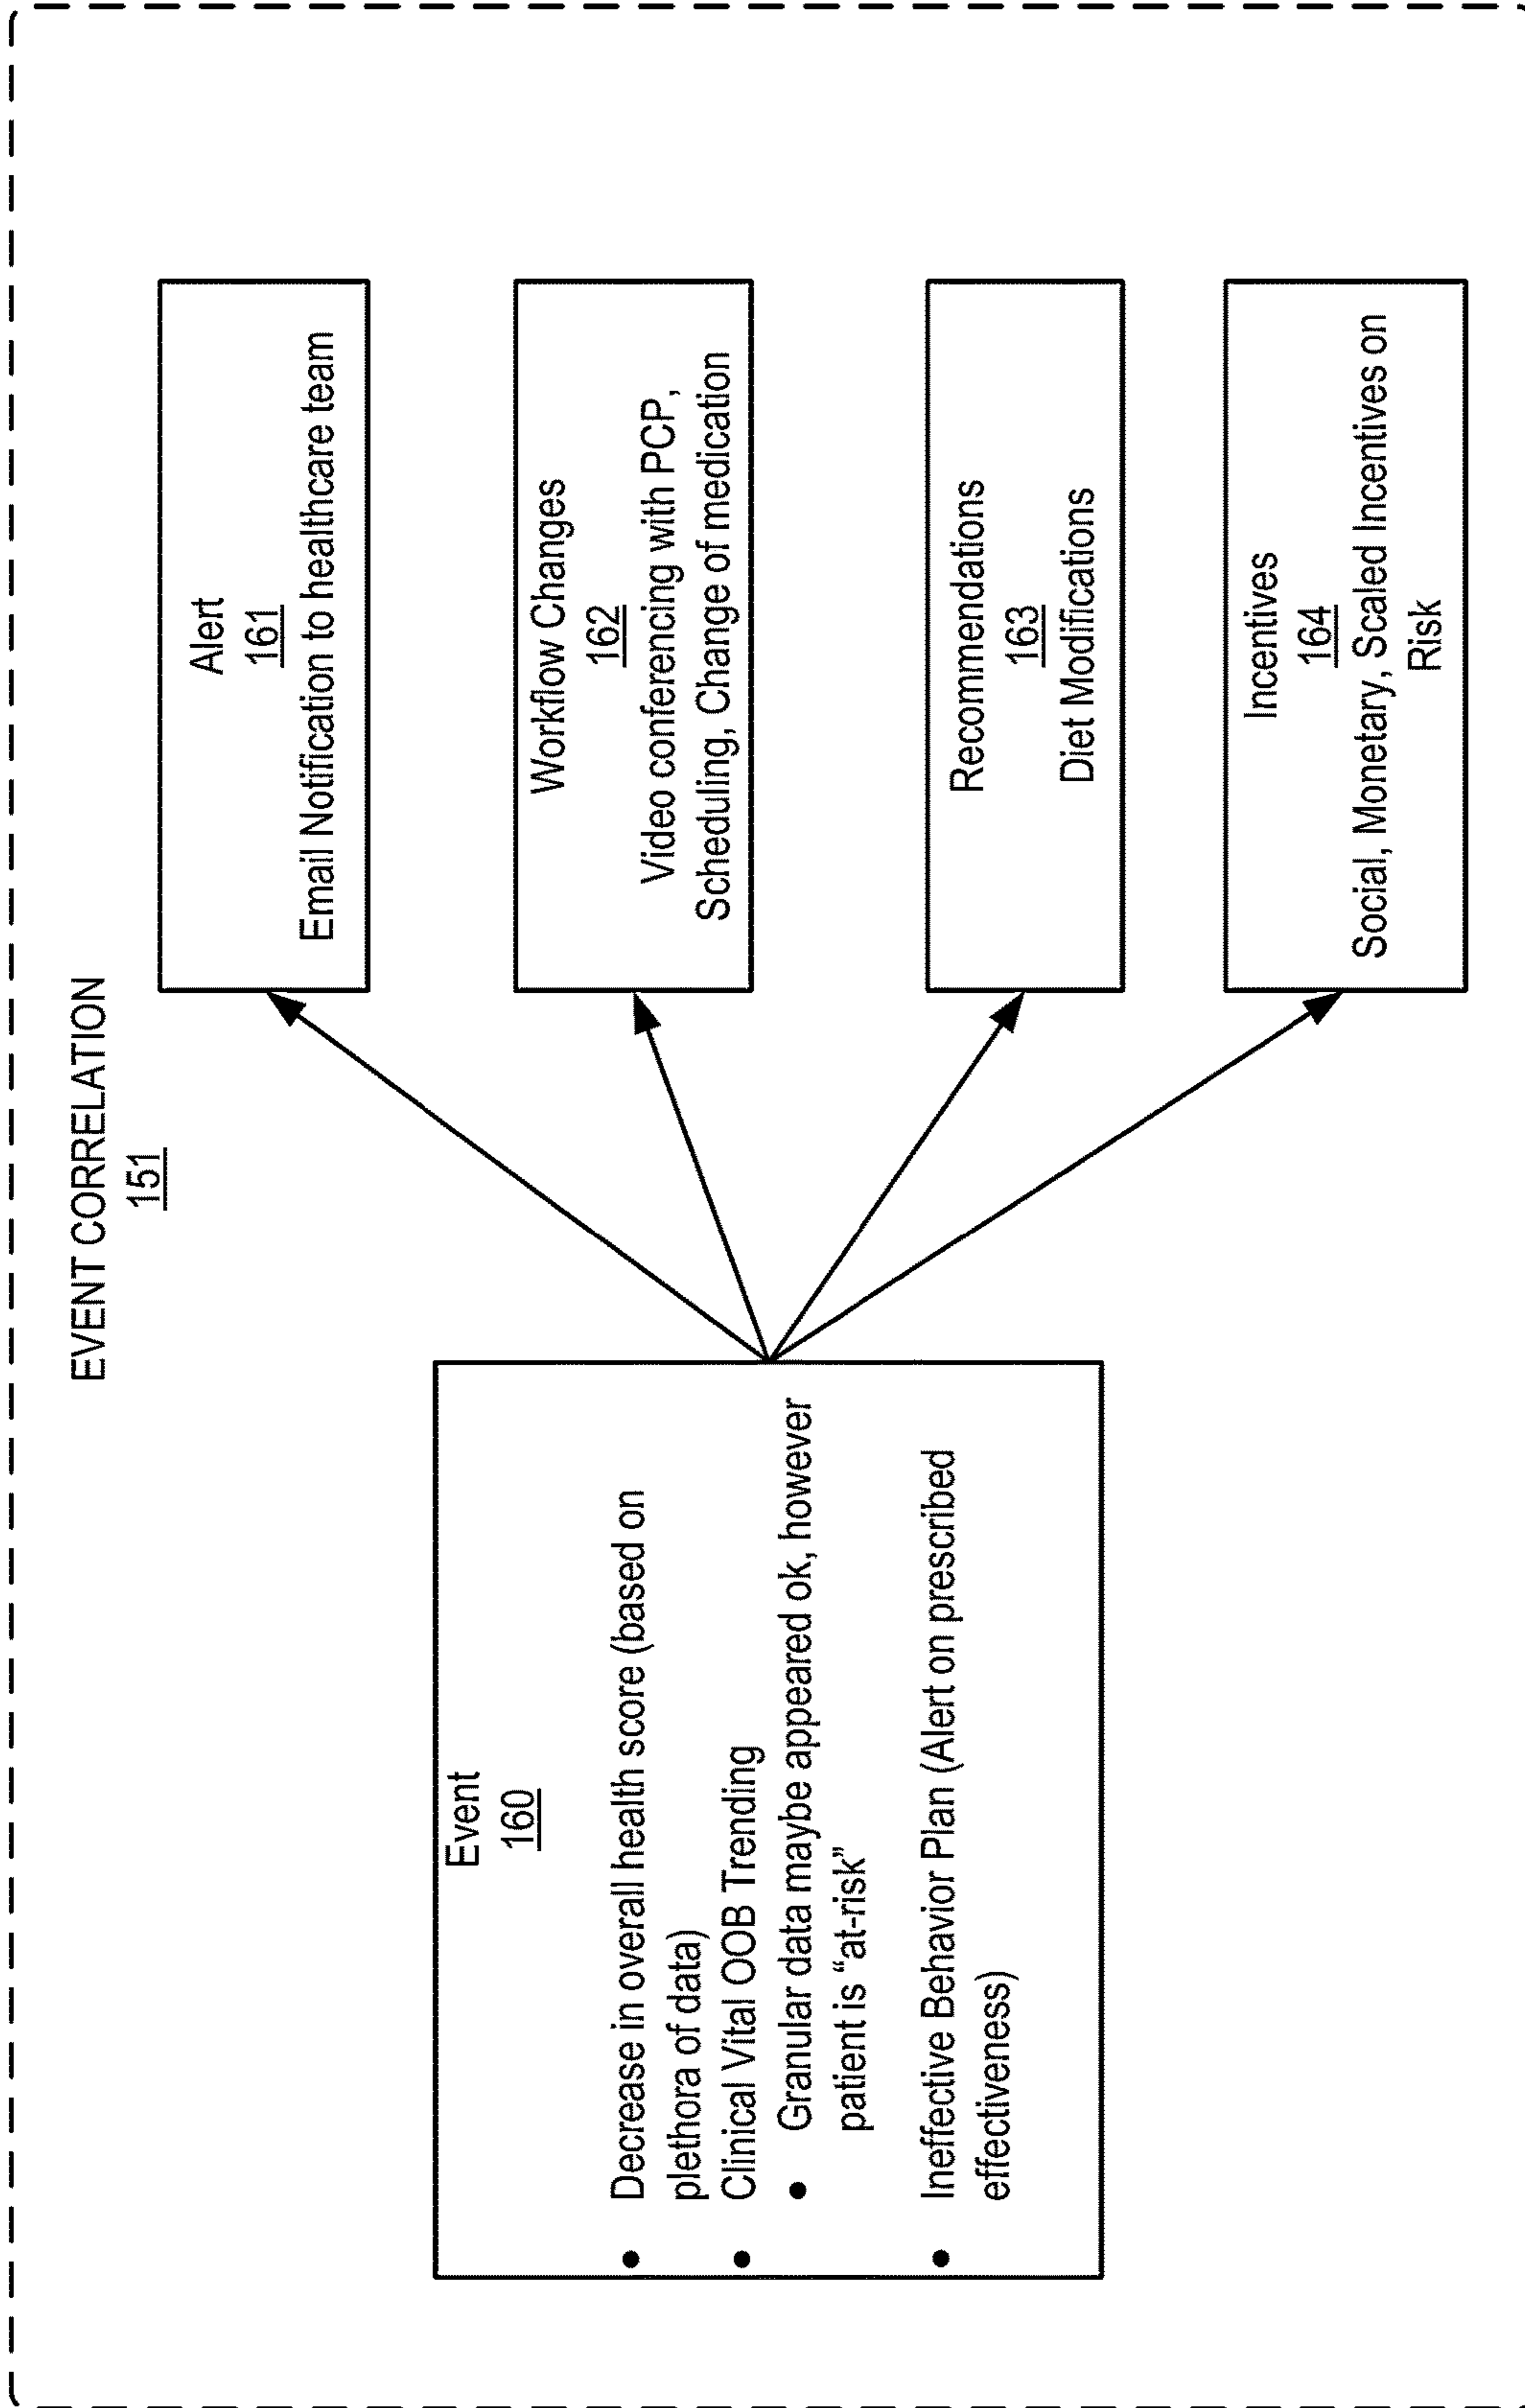 EVENT CORRELATION
151
Event
160
• Decrease in overall health score (based on
plethora of data)
• Clinical Vital OOB Trending
• Granular data maybe appeared ok, however
patient is “at-risk”
• Ineffective Behavior Plan (Alert on prescribed
effectiveness)
Alert
161
Email Notification to healthcare team
Workflow Changes
162
Video conferencing with PCP,
Scheduling, Change of medication
Recommendations
163
Diet Modifications
Incentives
164
Social, Monetary, Scaled Incentives on
Risk